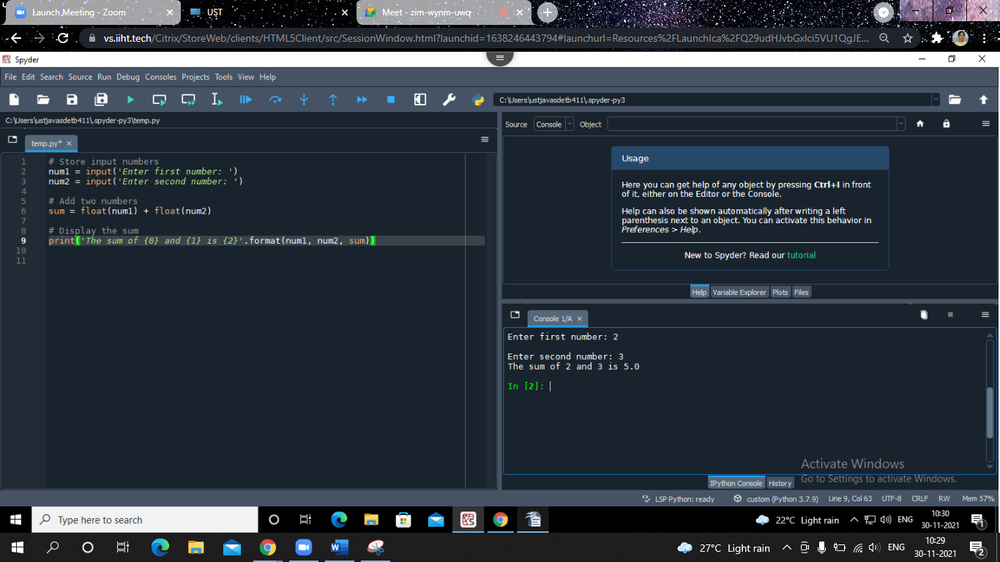 Launch Meeting - Zoom
UST
Meet - zim-wynm-uwq
vs.iiht.tech/Citrix/StoreWeb/clients/HTML5Client/src/SessionWindow.html?launchid=1638246443794#launchurl=Resources%2FLaunchIca%2FQ29udHJvbGxlci5VU1QgJE...
Spyder
File Edit Search Source Run Debug Consoles Projects Tools View Help
C:\Users\ustjavasdetb411\.spyder-py3
C:\Users\ustjavasdetb411\.spyder-py3\temp.py
Source Console Object
temp.py*
1 # Store input numbers
2 num1 = input('Enter first number: ')
3 num2 = input('Enter second number: ')
4
5 # Add two numbers
6 sum = float(num1) + float(num2)
7
8 # Display the sum
9 print('The sum of {0} and {1} is {2}'.format(num1, num2, sum))
10
11
Usage
Here you can get help of any object by pressing Ctrl+I in front
of it, either on the Editor or the Console.
Help can also be shown automatically after writing a left
parenthesis next to an object. You can activate this behavior in
Preferences > Help.
New to Spyder? Read our tutorial
Help Variable Explorer Plots Files
Console 1/A
Enter first number: 2
Enter second number: 3
The sum of 2 and 3 is 5.0
In [2]:
Activate Windows
Go to Settings to activate Windows.
IPython Console History
LSP Python: ready custom (Python 3.7.9) Line 9, Col 63 UTF-8 CRLF RW Mem 57%
Type here to search
22°C Light rain ENG
10:30
30-11-2021
1
27°C Light rain ENG
10:29
30-11-2021
2